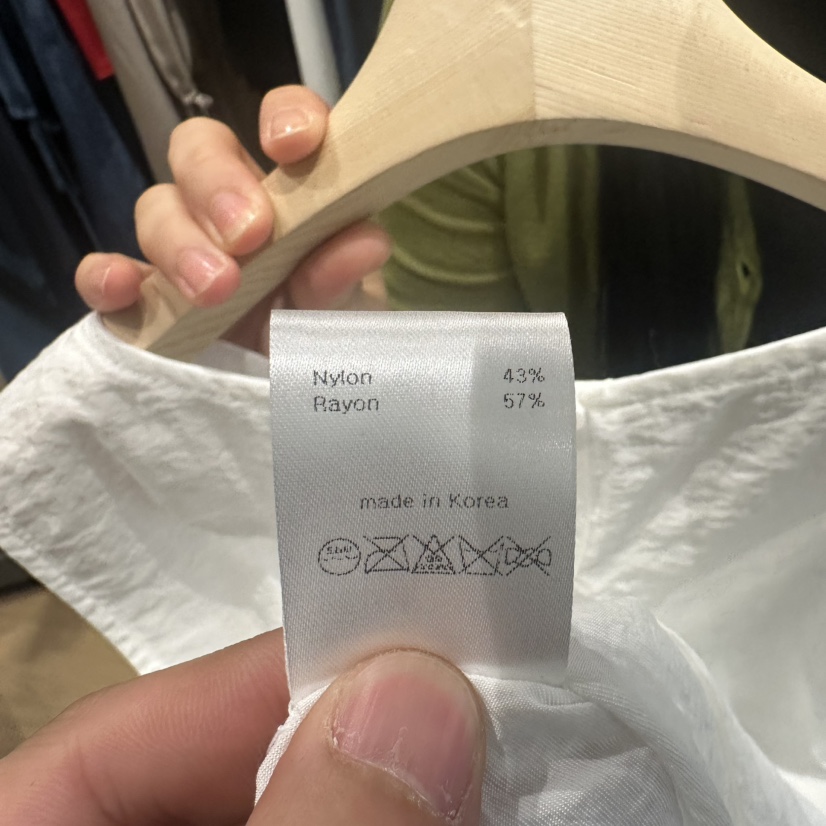 Nylon 43%
Rayon 57%
made in Korea